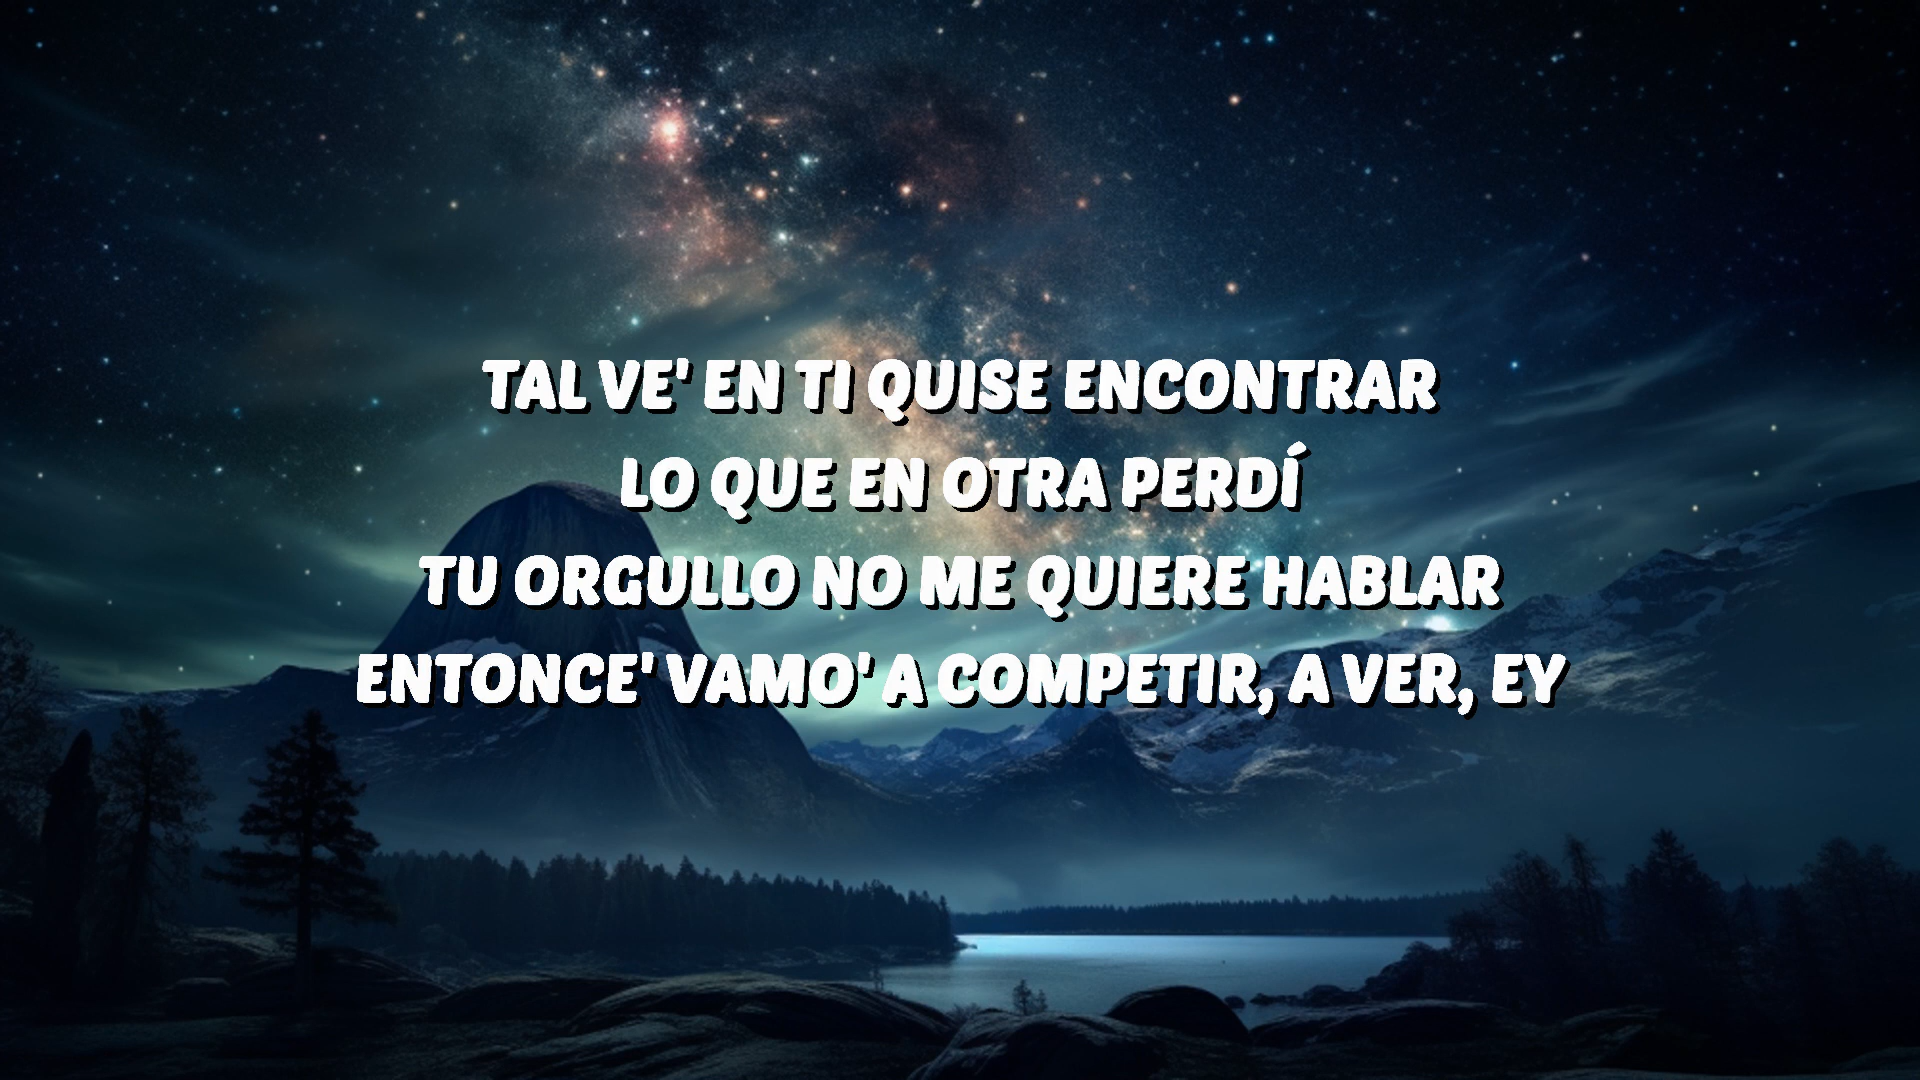 TAL VE' EN TI QUISE ENCONTRAR
LO QUE EN OTRA PERDÍ
TU ORGULLO NO ME QUIERE HABLAR
ENTONCE' VAMO' A COMPETIR, A VER, EY